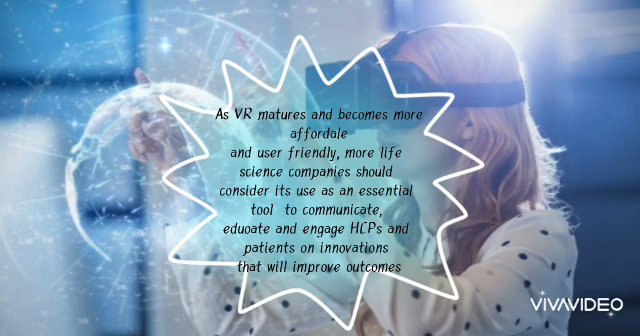 As VR matures and becomes more
affordale
and user friendly, more life
science companies should
consider its use as an essential
tool to communicate,
eduoate and engage HCPs and
patients on innovations
that will improve outcomes
VIVAVIDEO